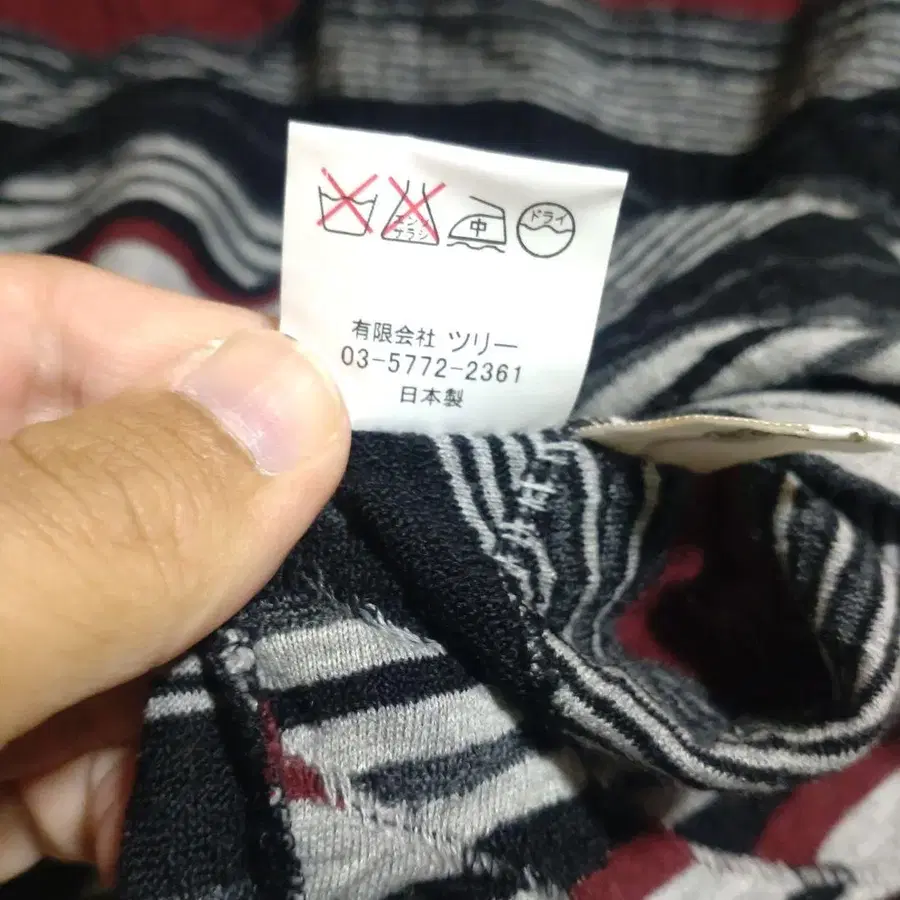 エンソ
サラシ
中
ドライ
有限会社 ツリー
03-5772-2361
日本製